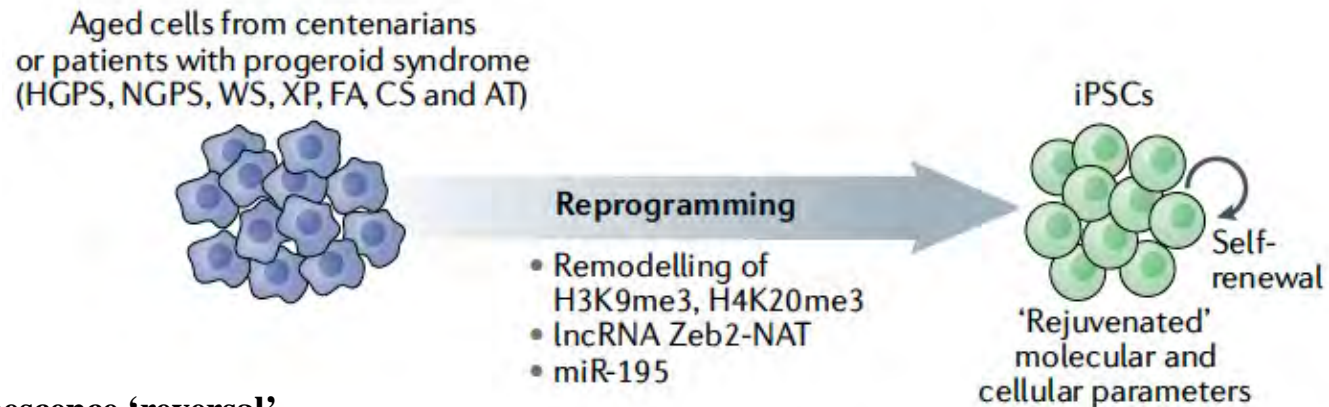 Aged cells from centenarians
or patients with progeroid syndrome
(HGPS, NGPS, WS, XP, FA, CS and AT)
iPSCs
Reprogramming
• Remodelling of
H3K9me3, H4K20me3
• lncRNA Zeb2-NAT
• miR-195
Self-
renewal
‘Rejuvenated’
molecular and
cellular parameters
‘reversal’